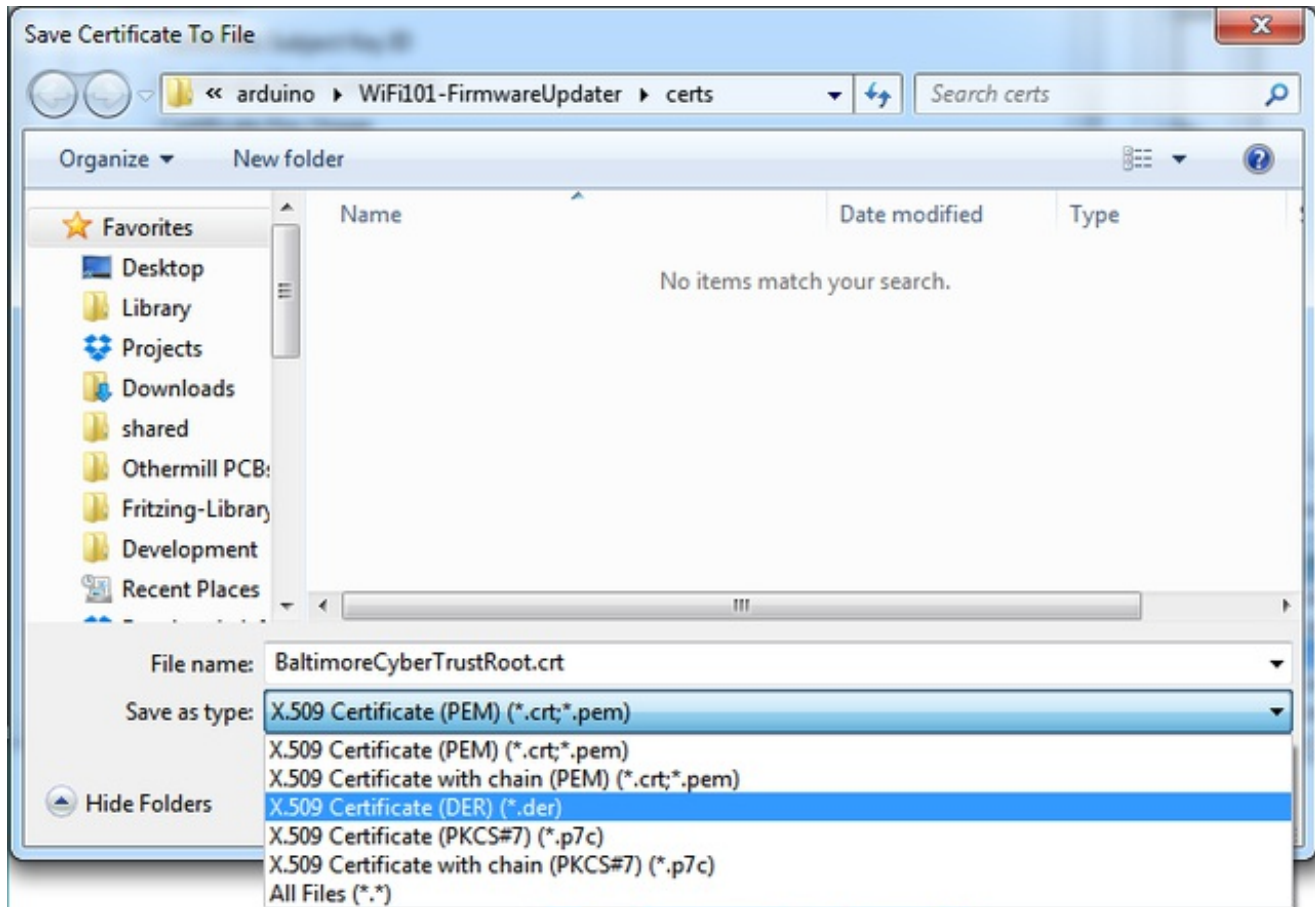 Save Certificate To File
« arduino ▸ WiFi101-FirmwareUpdater ▸ certs
Search certs
Organize
New folder
Name
Date modified
Type
Favorites
Desktop
Library
Projects
Downloads
shared
Othermill PCBs
Fritzing-Library
Development
Recent Places
No items match your search.
File name: BaltimoreCyberTrustRoot.crt
Save as type: X.509 Certificate (PEM) (*.crt;*.pem)
X.509 Certificate (PEM) (*.crt;*.pem)
X.509 Certificate with chain (PEM) (*.crt;*.pem)
X.509 Certificate (DER) (*.der)
X.509 Certificate (PKCS#7) (*.p7c)
X.509 Certificate with chain (PKCS#7) (*.p7c)
All Files (*.*)
Hide Folders